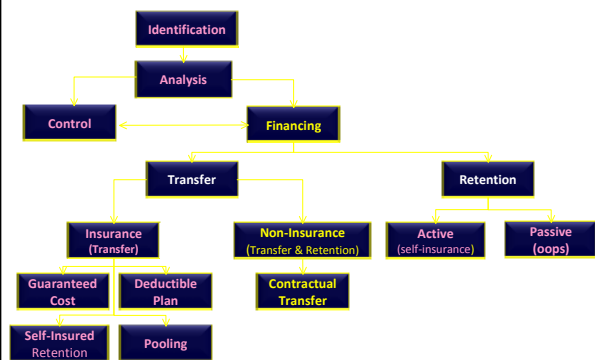 Identification
Analysis
Control
Financing
Transfer
Retention
Insurance
(Transfer)
Non-Insurance
(Transfer & Retention)
Active
(self-insurance)
Passive
(oops)
Guaranteed
Cost
Deductible
Plan
Contractual
Transfer
Self-Insured
Retention
Pooling